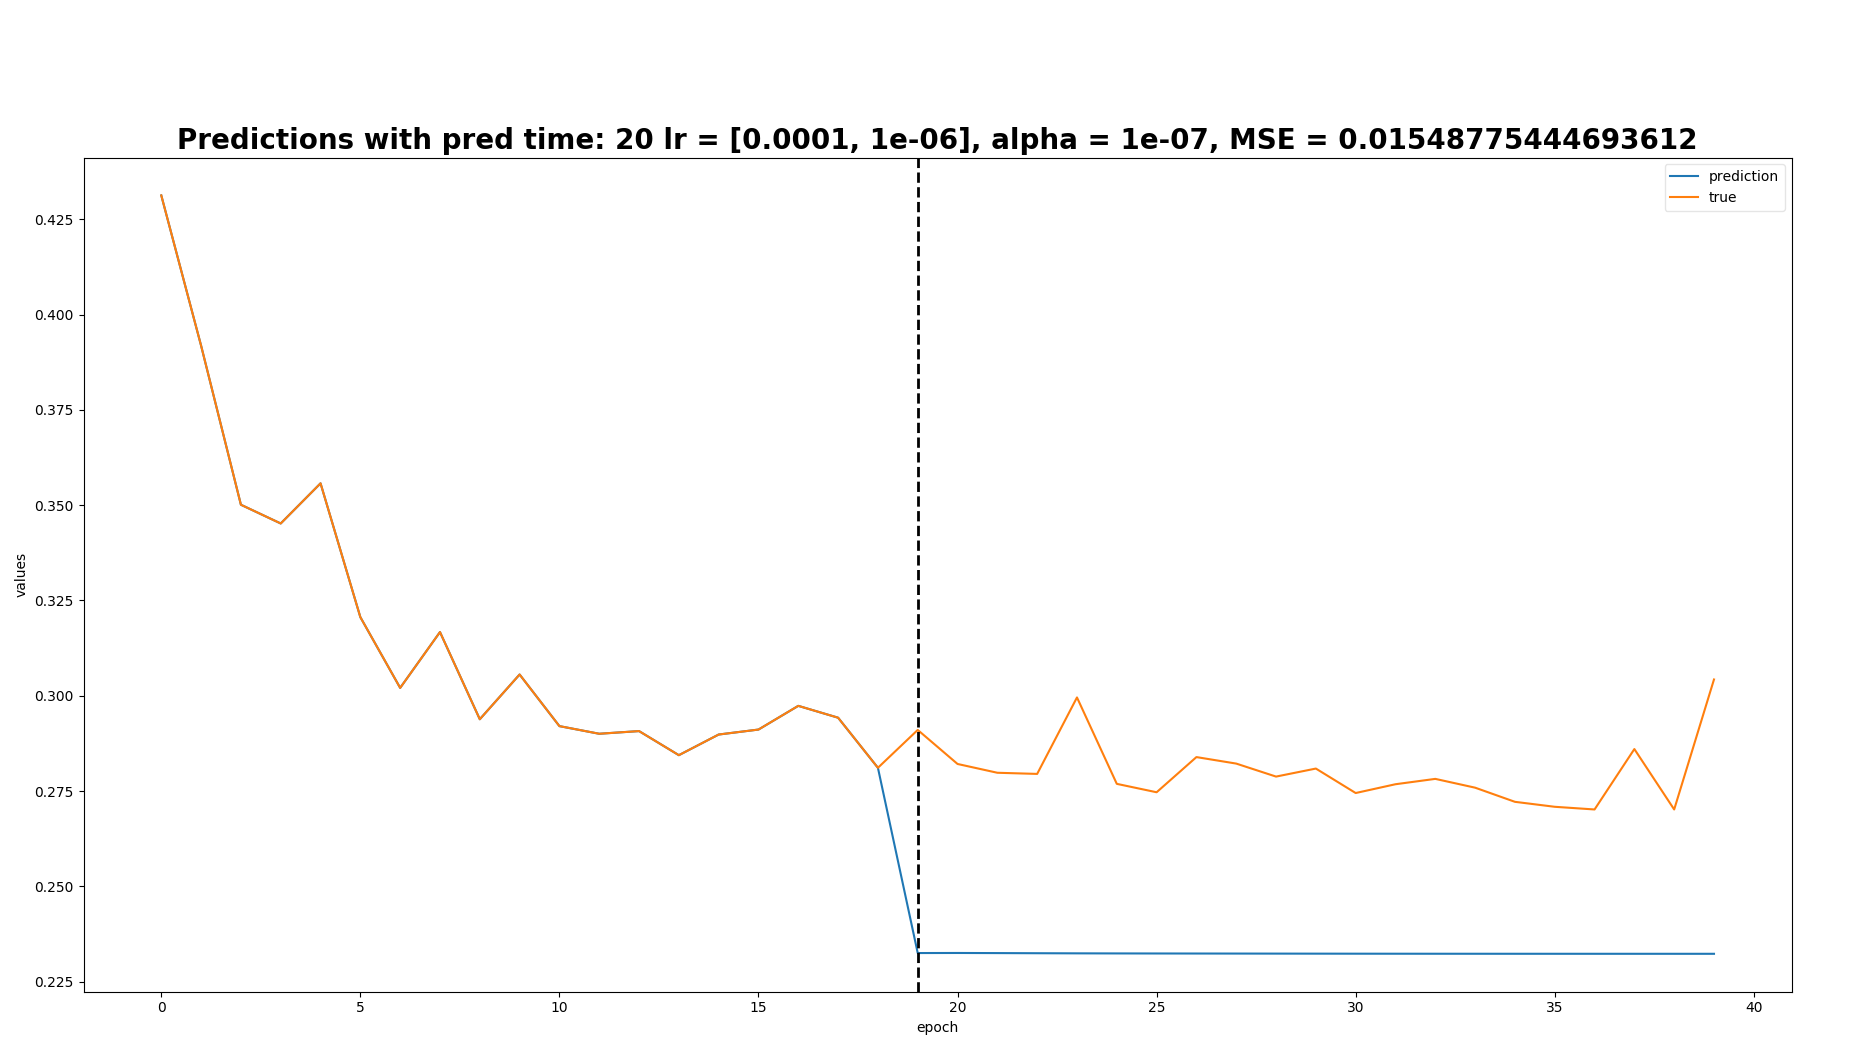 Predictions with pred time: 20 lr = [0.0001, 1e-06], alpha = 1e-07, MSE = 0.01548775444693612
prediction
true
0.425
0.400
0.375
0.350
0.325
0.300
0.275
0.250
0.225
values
0 5 10 15 20 25 30 35 40
epoch